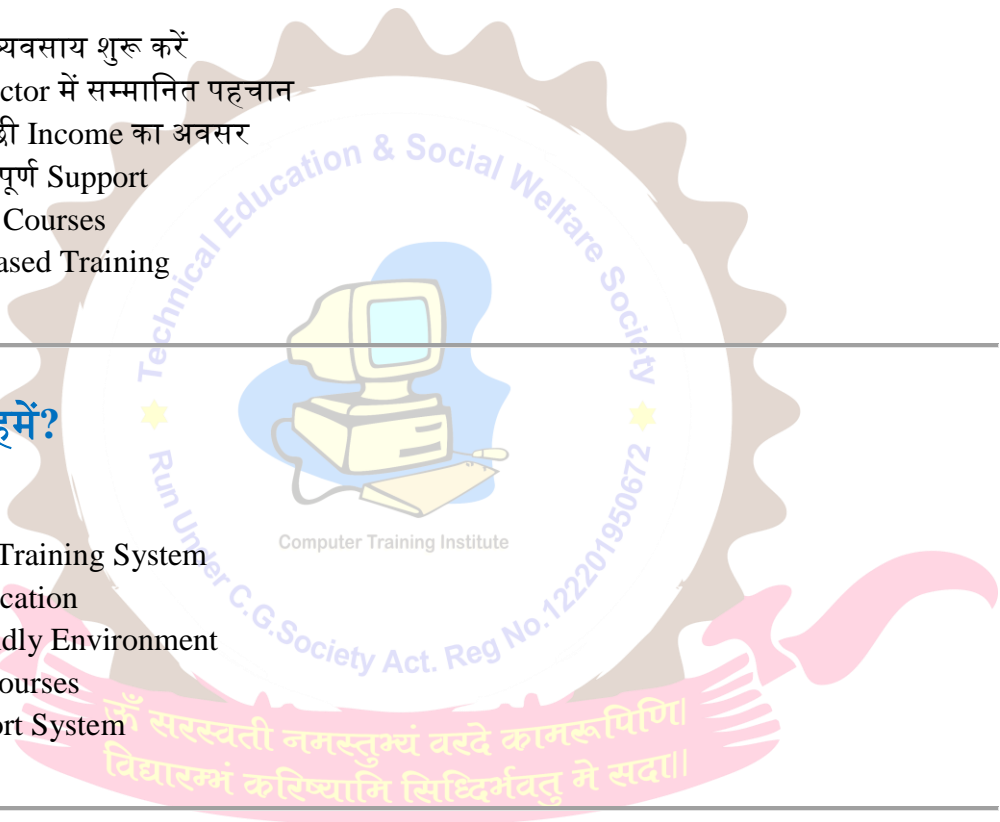 व्यवसाय शुरू करें
ctor में सम्मानित पहचान
Income का अवसर
पूर्ण Support
Courses
ased Training
हमें?
Training System
cation
dly Environment
ourses
rt System
Technical Education & Social Welfare Society
Computer Training Institute
Run Under C.G.Society Act. Reg No.122201950672
ॐ सरस्वती नमस्तुभ्यं वरदे कामरूपिणि।
विद्यारम्भं करिष्यामि सिध्दिर्भवतु मे सदा।।